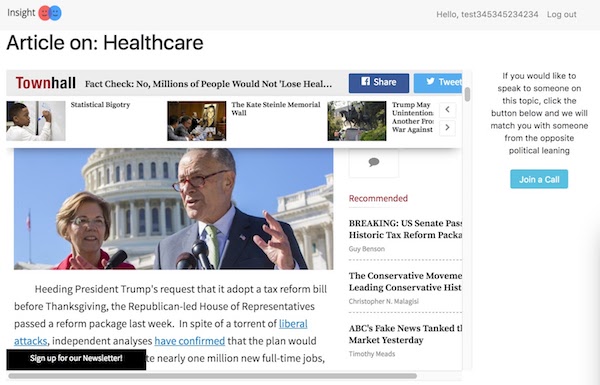 Insight
Hello, test345345234234 Log out
Article on: Healthcare
Townhall Fact Check: No, Millions of People Would Not 'Lose Heal...
Share
Tweet
Statistical Bigotry
The Kate Steinle Memorial
Wall
Trump May
Unintention
Another Fro
War Against
If you would like to
speak to someone on
this topic, click the
button below and we will
match you with someone
from the opposite
political leaning
Join a Call
Recommended
BREAKING: US Senate Pass
Historic Tax Reform Packa
Guy Benson
The Conservative Moveme
Leading Conservative Hist
Christopher N. Malagisi
ABC's Fake News Tanked th
Market Yesterday
Timothy Meads
Heeding President Trump's request that it adopt a tax reform bill
before Thanksgiving, the Republican-led House of Representatives
passed a reform package last week. In spite of a torrent of liberal
attacks, independent analyses have confirmed that the plan would
te nearly one million new full-time jobs,
Sign up for our Newsletter!